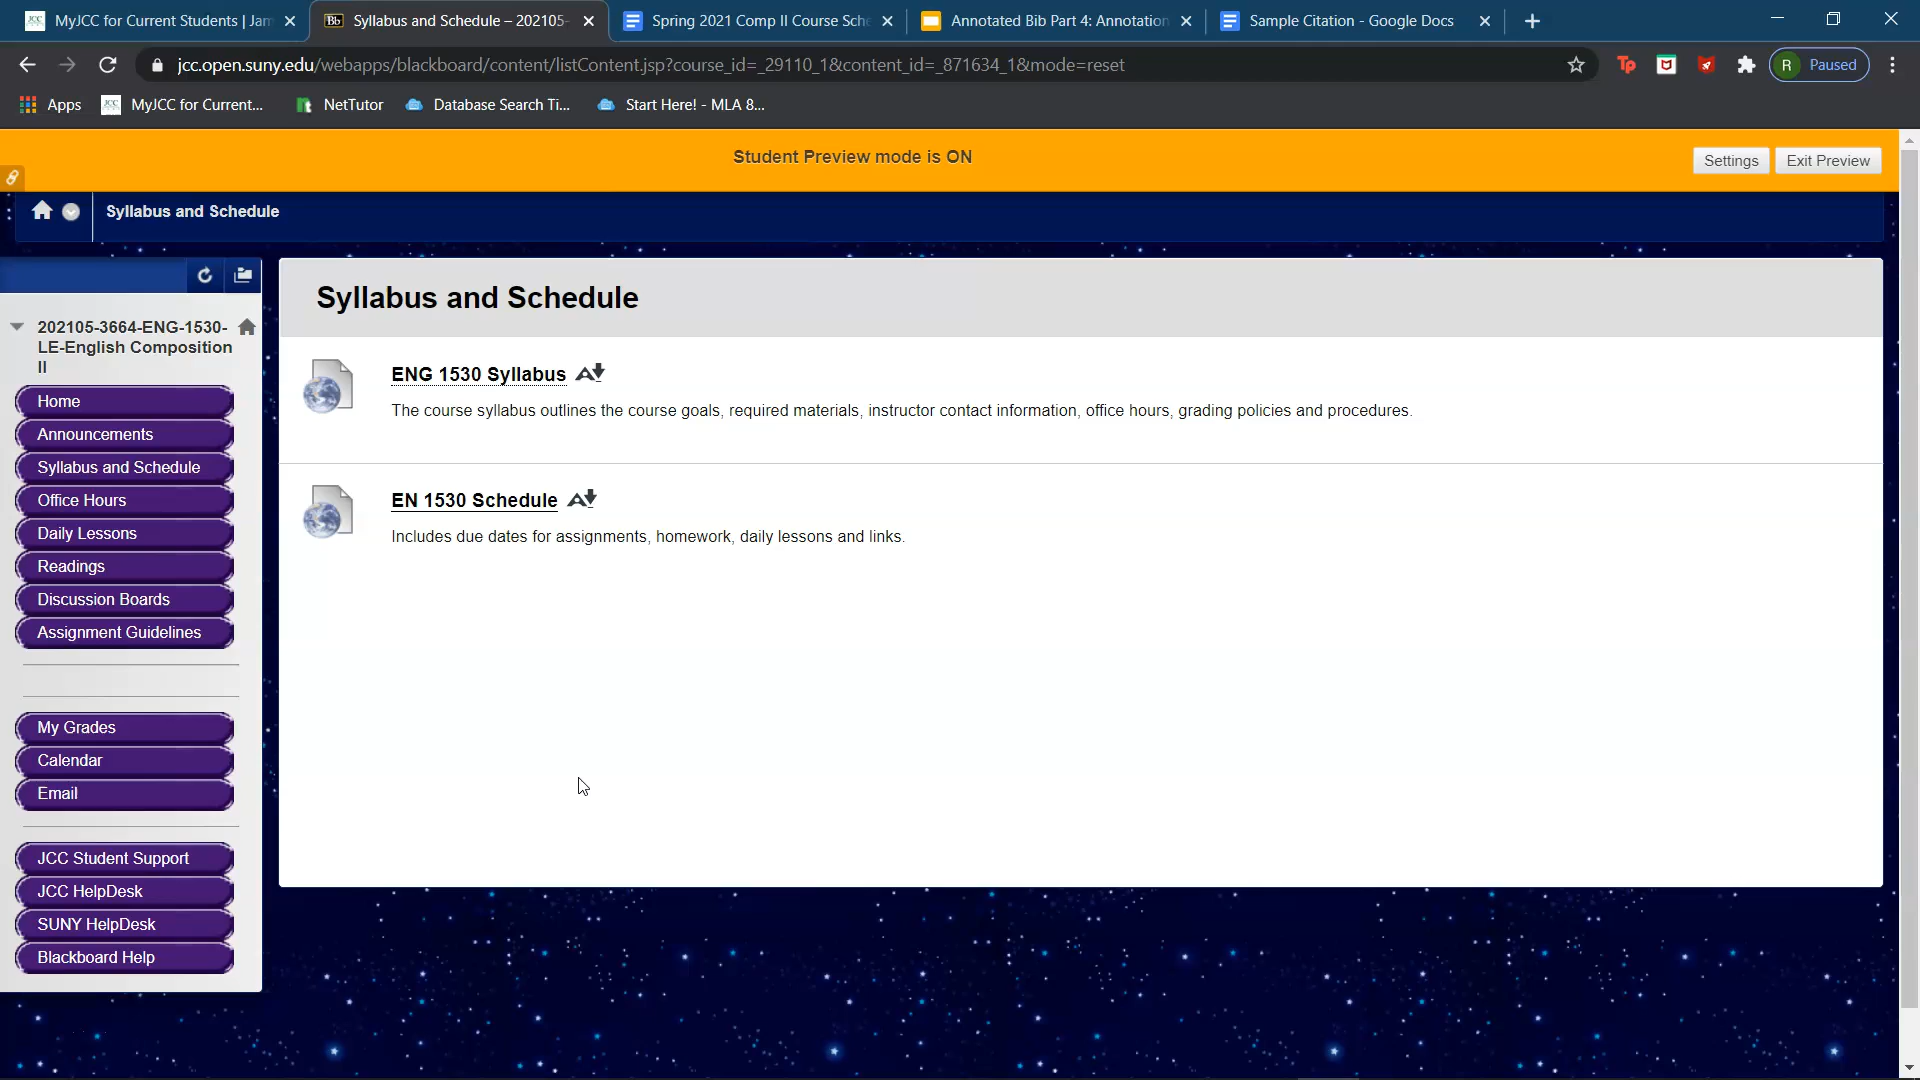 MyJCC for Current Students | Jam
Syllabus and Schedule – 202105-
Spring 2021 Comp II Course Sche
Annotated Bib Part 4: Annotation
Sample Citation - Google Docs
jcc.open.suny.edu/webapps/blackboard/content/listContent.jsp?course_id=_29110_1&content_id=_871634_1&mode=reset
R Paused
Apps
MyJCC for Current...
NetTutor
Database Search Ti...
Start Here! - MLA 8...
Student Preview mode is ON
Settings
Exit Preview
Syllabus and Schedule
202105-3664-ENG-1530-
LE-English Composition
II
Home
Announcements
Syllabus and Schedule
Office Hours
Daily Lessons
Readings
Discussion Boards
Assignment Guidelines
My Grades
Calendar
Email
JCC Student Support
JCC HelpDesk
SUNY HelpDesk
Blackboard Help
Syllabus and Schedule
ENG 1530 Syllabus
The course syllabus outlines the course goals, required materials, instructor contact information, office hours, grading policies and procedures.
EN 1530 Schedule
Includes due dates for assignments, homework, daily lessons and links.